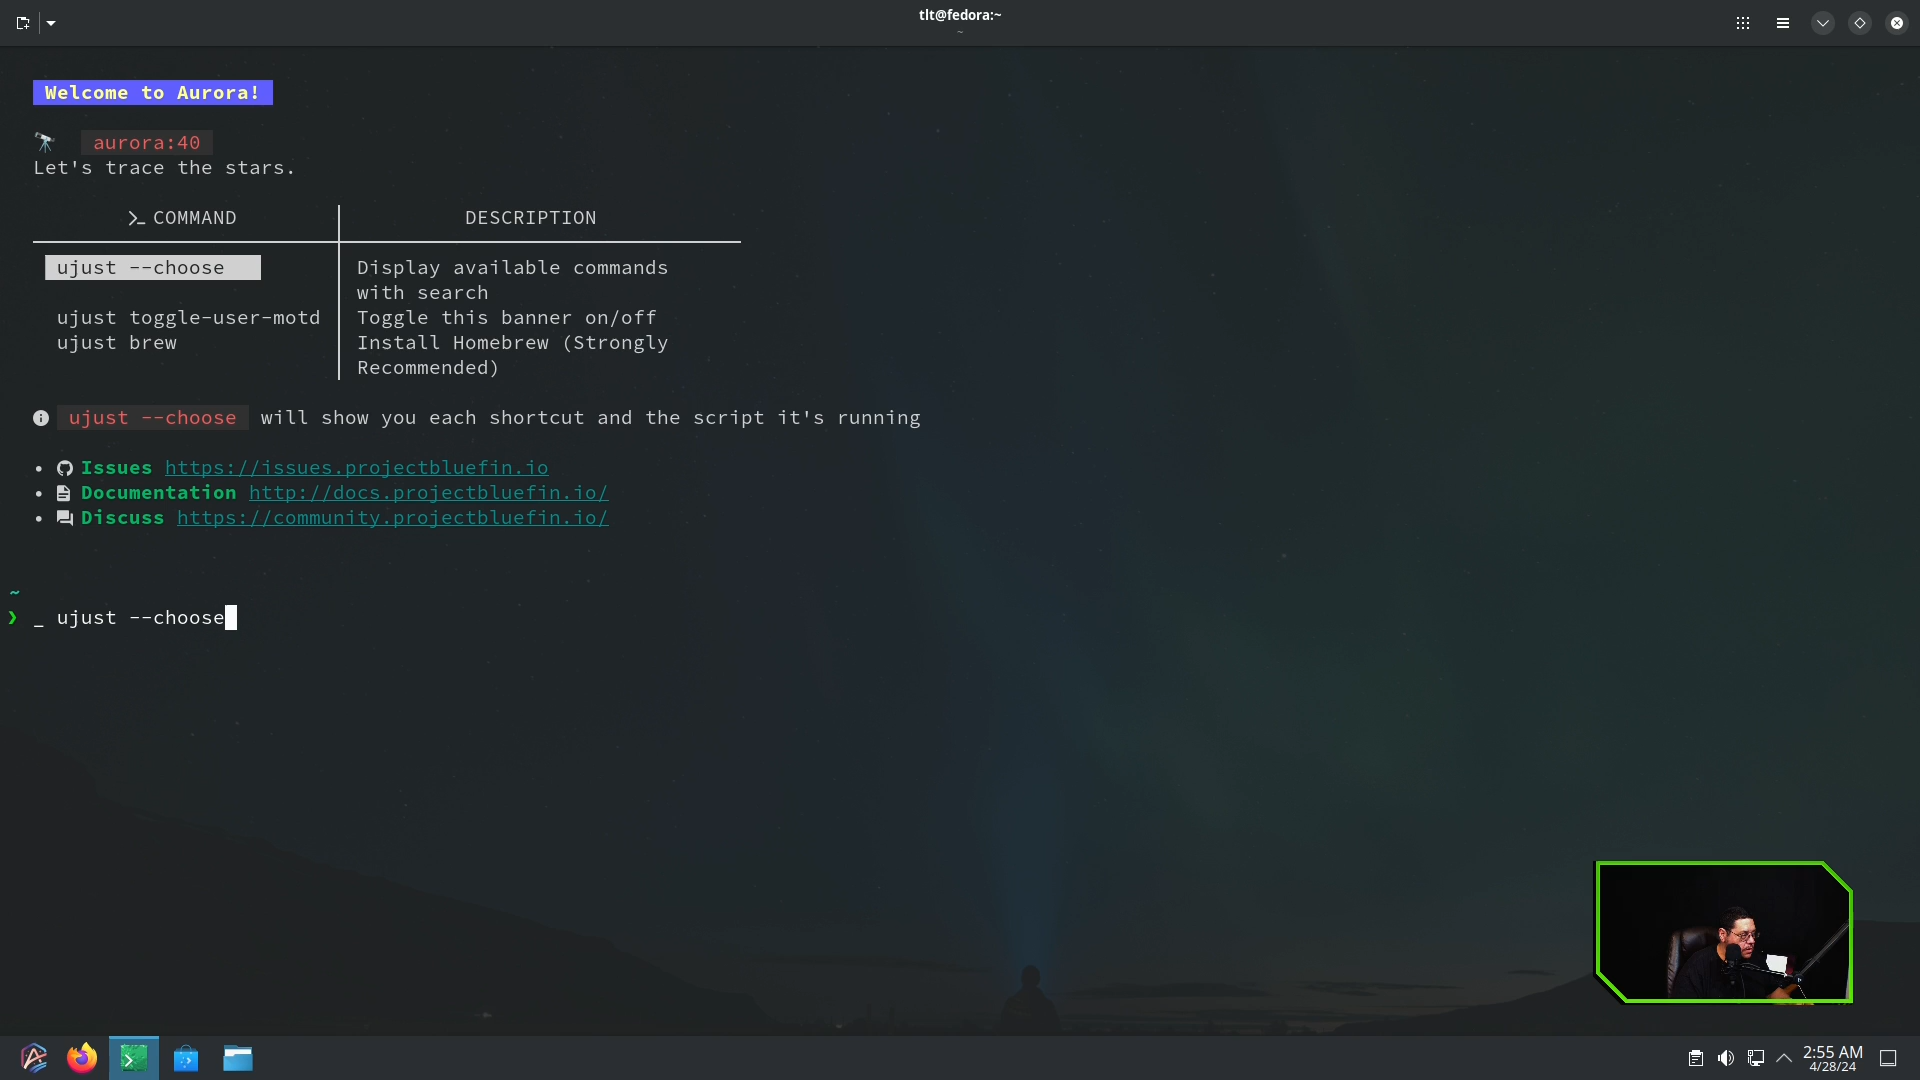 tlt@fedora:~
~
Welcome to Aurora!
aurora:40
Let's trace the stars.
COMMAND
DESCRIPTION
ujust --choose
Display available commands
with search
ujust toggle-user-motd
Toggle this banner on/off
ujust brew
Install Homebrew (Strongly
Recommended)
ujust --choose will show you each shortcut and the script it's running
• Issues https://issues.projectbluefin.io
• Documentation http://docs.projectbluefin.io/
• Discuss https://community.projectbluefin.io/
~
❯ _ ujust --choose
2:55 AM
4/28/24